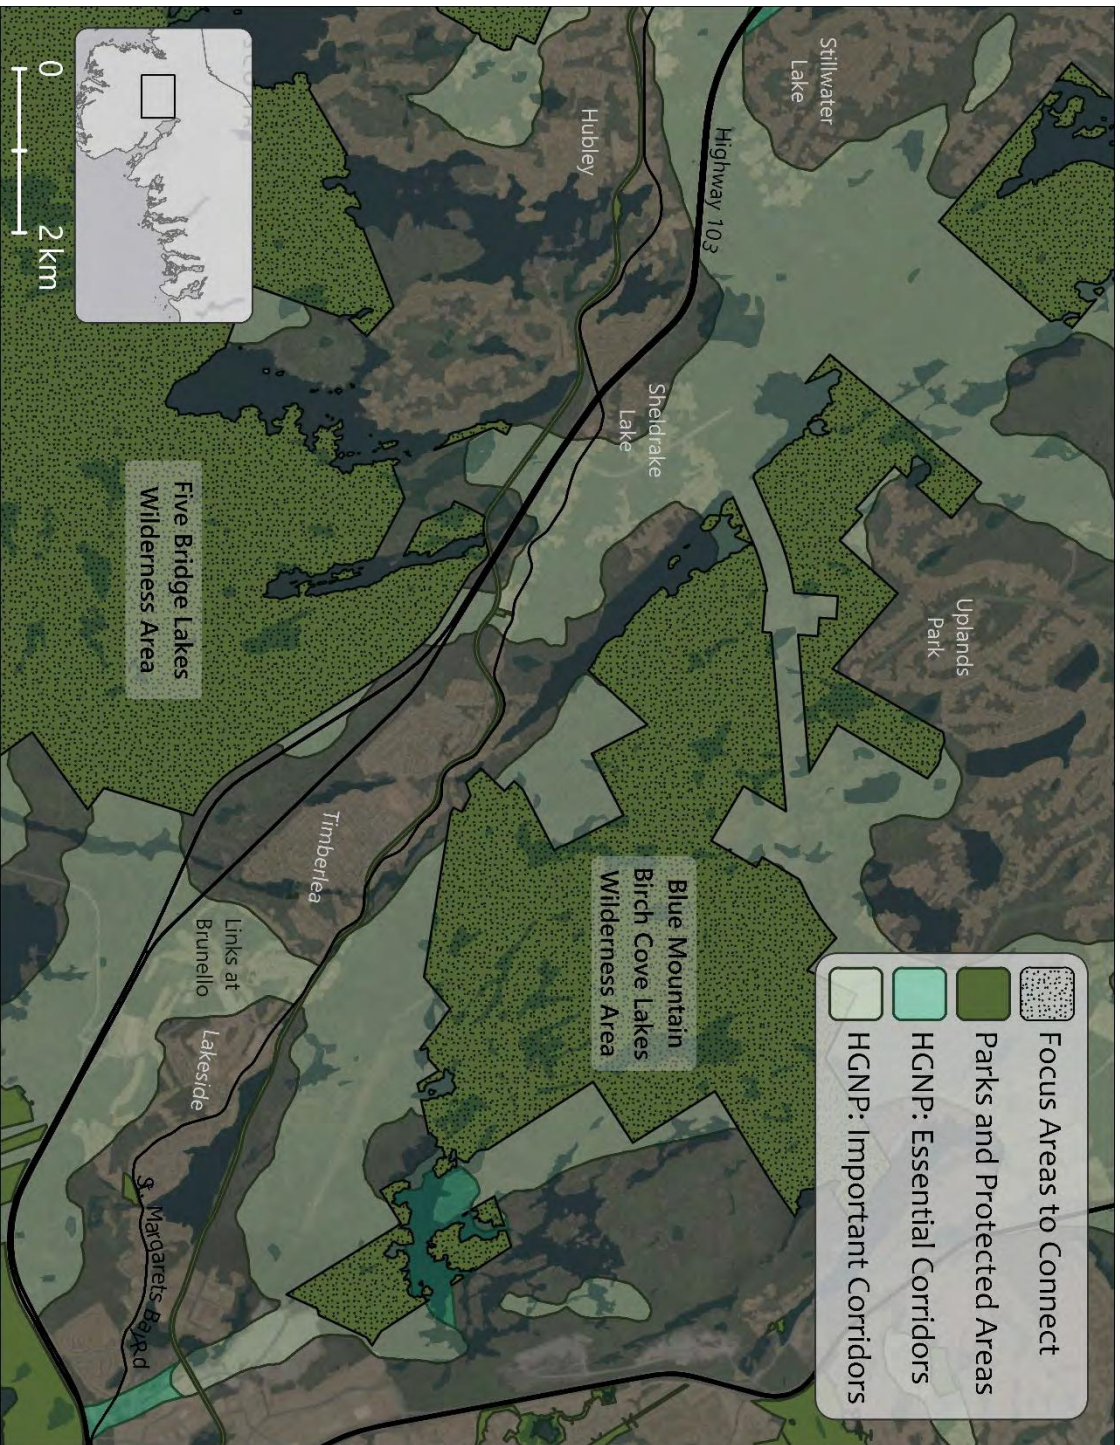 Focus Areas to Connect
Parks and Protected Areas
HGNP: Essential Corridors
HGNP: Important Corridors
Stillwater
Lake
Highway 103
Hubley
Sheldrake
Lake
Uplands
Park
Five Bridge Lakes
Wilderness Area
Blue Mountain
Birch Cove Lakes
Wilderness Area
Timberlea
Links at
Brunello
Lakeside
St. Margarets Bay Rd
0
2 km